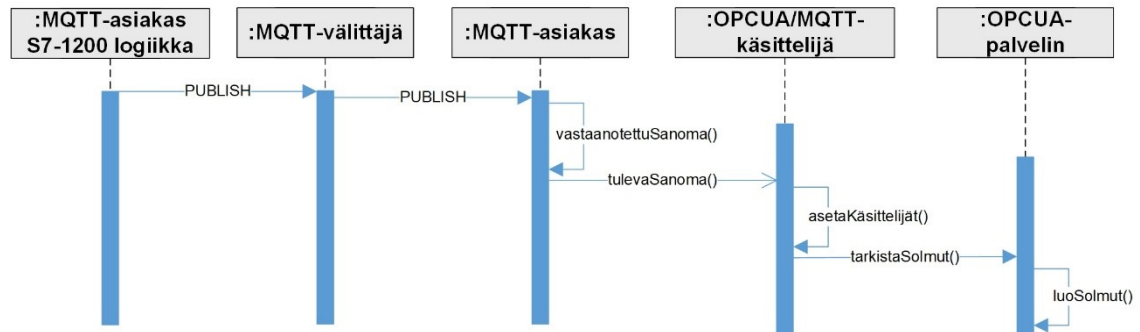 :MQTT-asiakas
S7-1200 logiikka
:MQTT-välittäjä
:MQTT-asiakas
:OPCUA/MQTT-
käsittelijä
:OPCUA-
palvelin
PUBLISH
PUBLISH
vastaanotettuSanoma()
tulevaSanoma()
asetaKäsittelijät()
tarkistaSolmut()
luoSolmut()